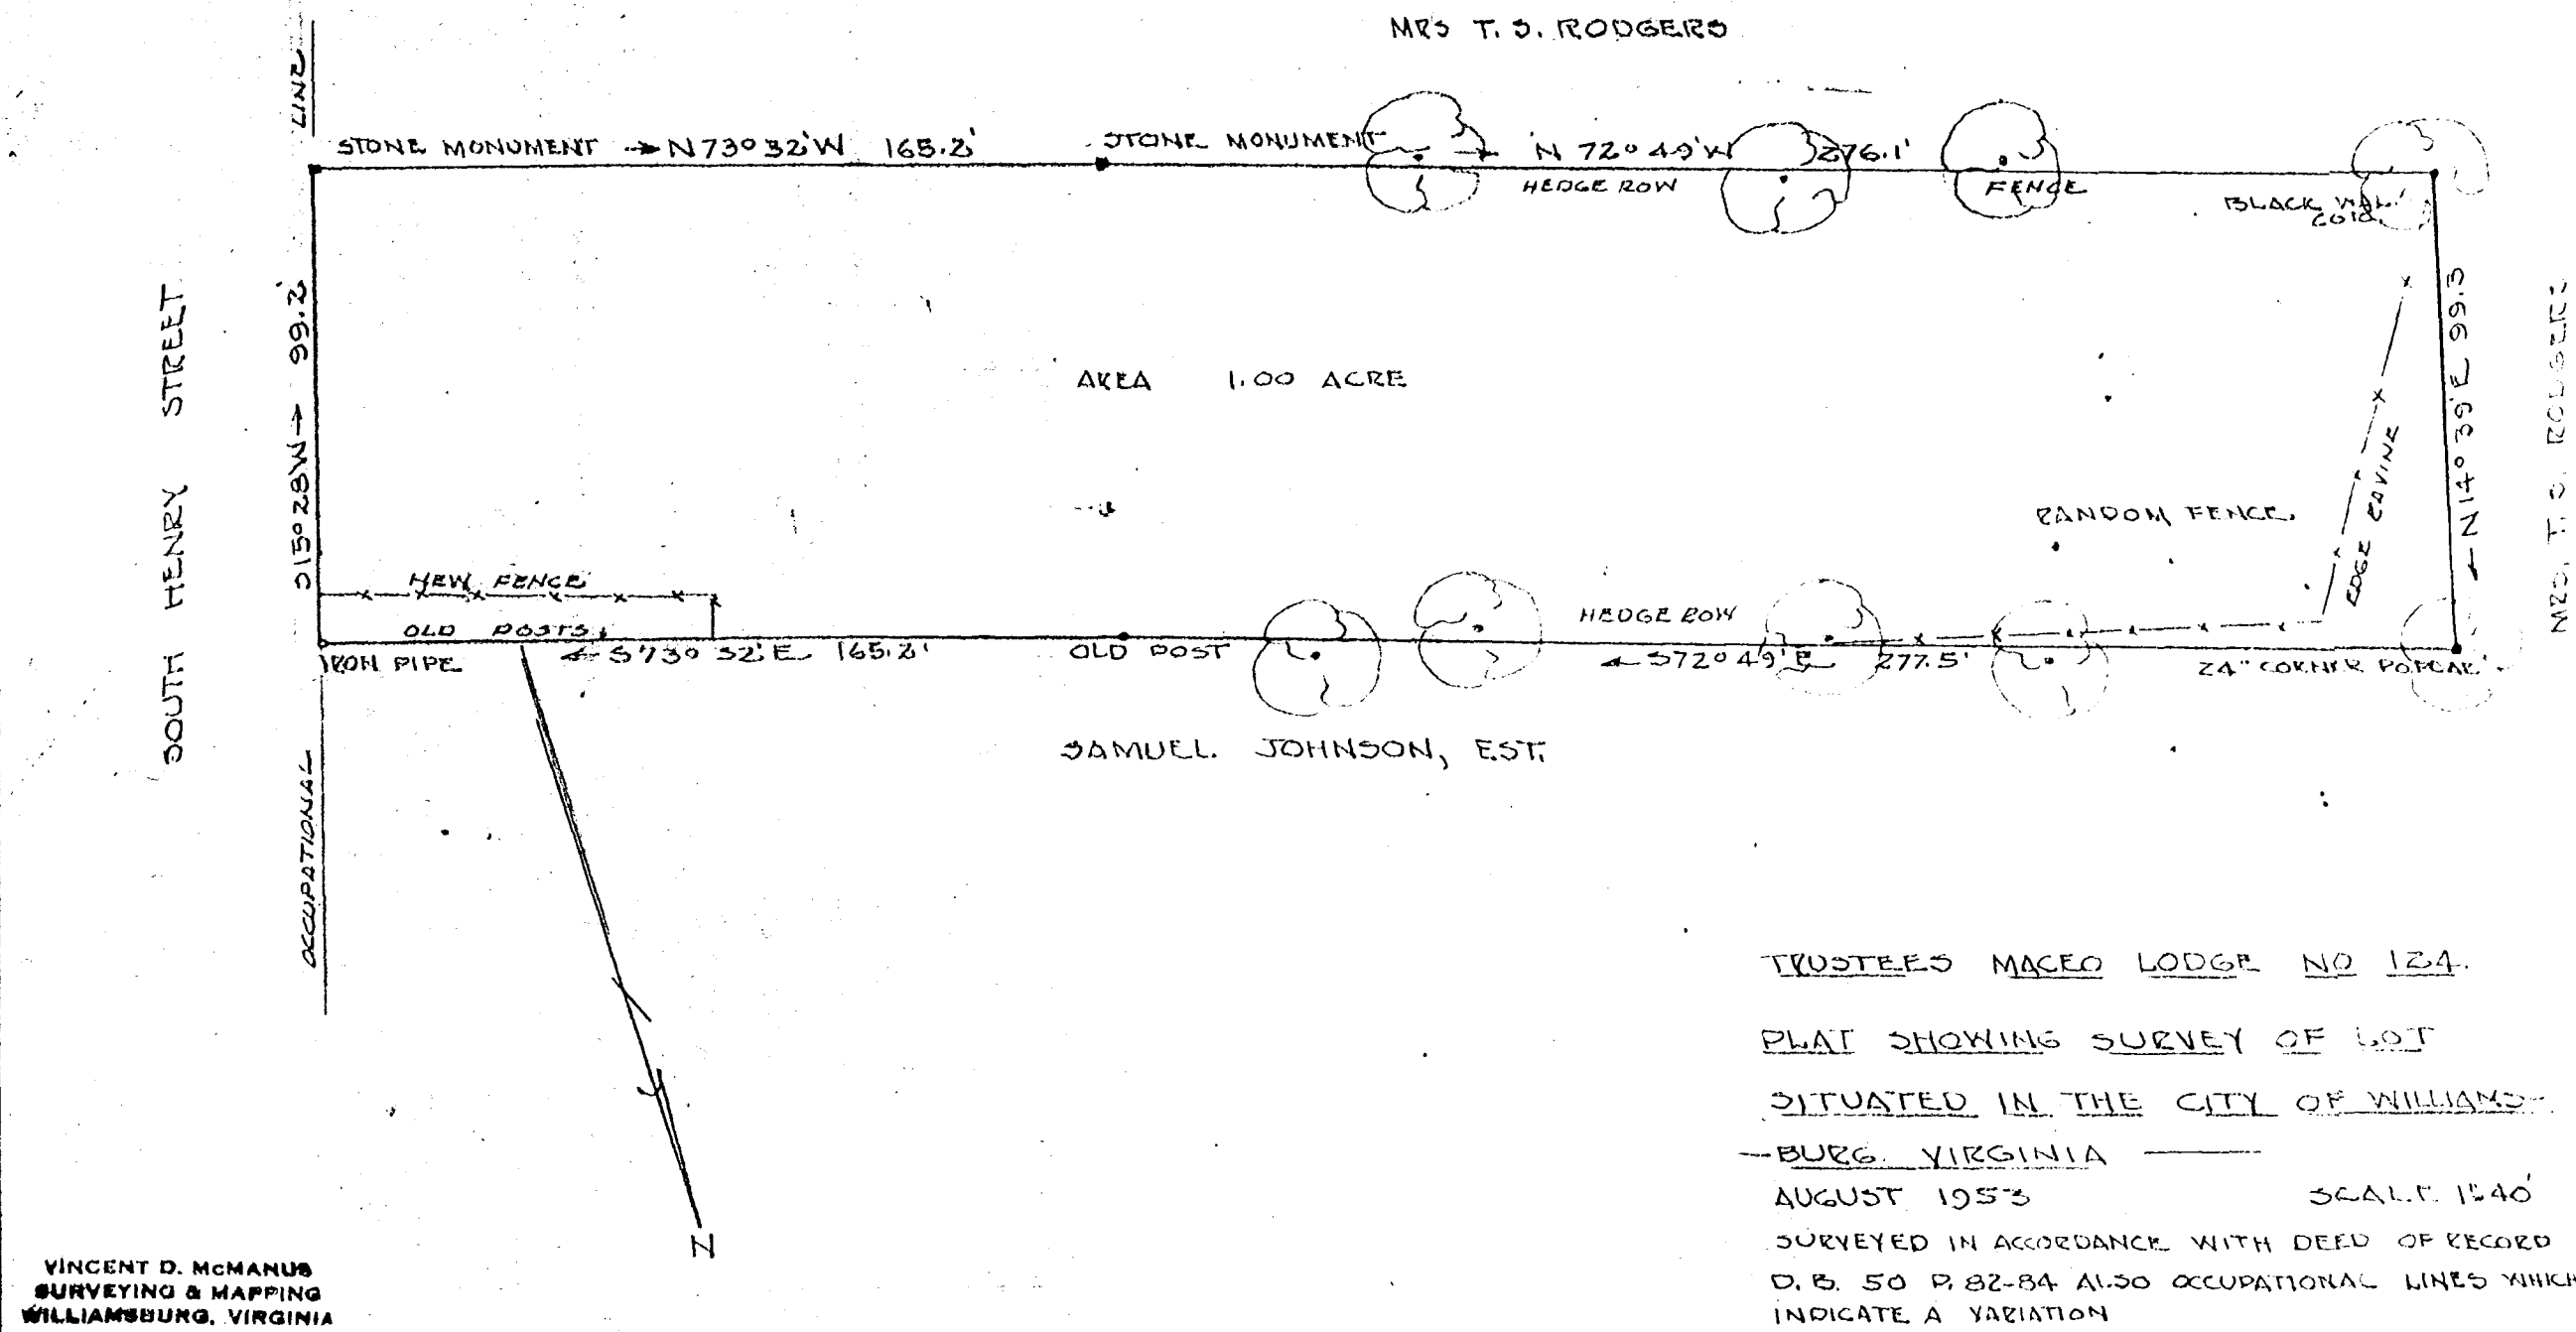 MRS T. S. RODGERS
LINE
STONE MONUMENT → N73°32'W 165.2'
STONE MONUMENT → N 72°49'W 276.1'
HEDGE ROW
FENCE
BLACK WAL.
SOUTH HENRY STREET
S15°28W → 99.2'
AREA 1.00 ACRE
← N14°39'E 99.3
MRS. T. S. RODGERS
RANDOM FENCE.
EDGE RAVINE
NEW FENCE
OLD POSTS
HEDGE ROW
IRON PIPE
← S73°32'E 165.2'
OLD POST
← S72°49'E 277.5'
24" CORNER POPLAR
SAMUEL. JOHNSON, EST.
OCCUPATIONAL
N
TRUSTEES MACEO LODGE NO 124.
PLAT SHOWING SURVEY OF LOT
SITUATED IN THE CITY OF WILLIAMS-
-BURG. VIRGINIA
AUGUST 1953 SCALE 1"=40'
SURVEYED IN ACCORDANCE WITH DEED OF RECORD
D. B. 50 P. 82-84 ALSO OCCUPATIONAL LINES WHICH
INDICATE A VARIATION
VINCENT D. McMANUS
SURVEYING & MAPPING
WILLIAMSBURG, VIRGINIA